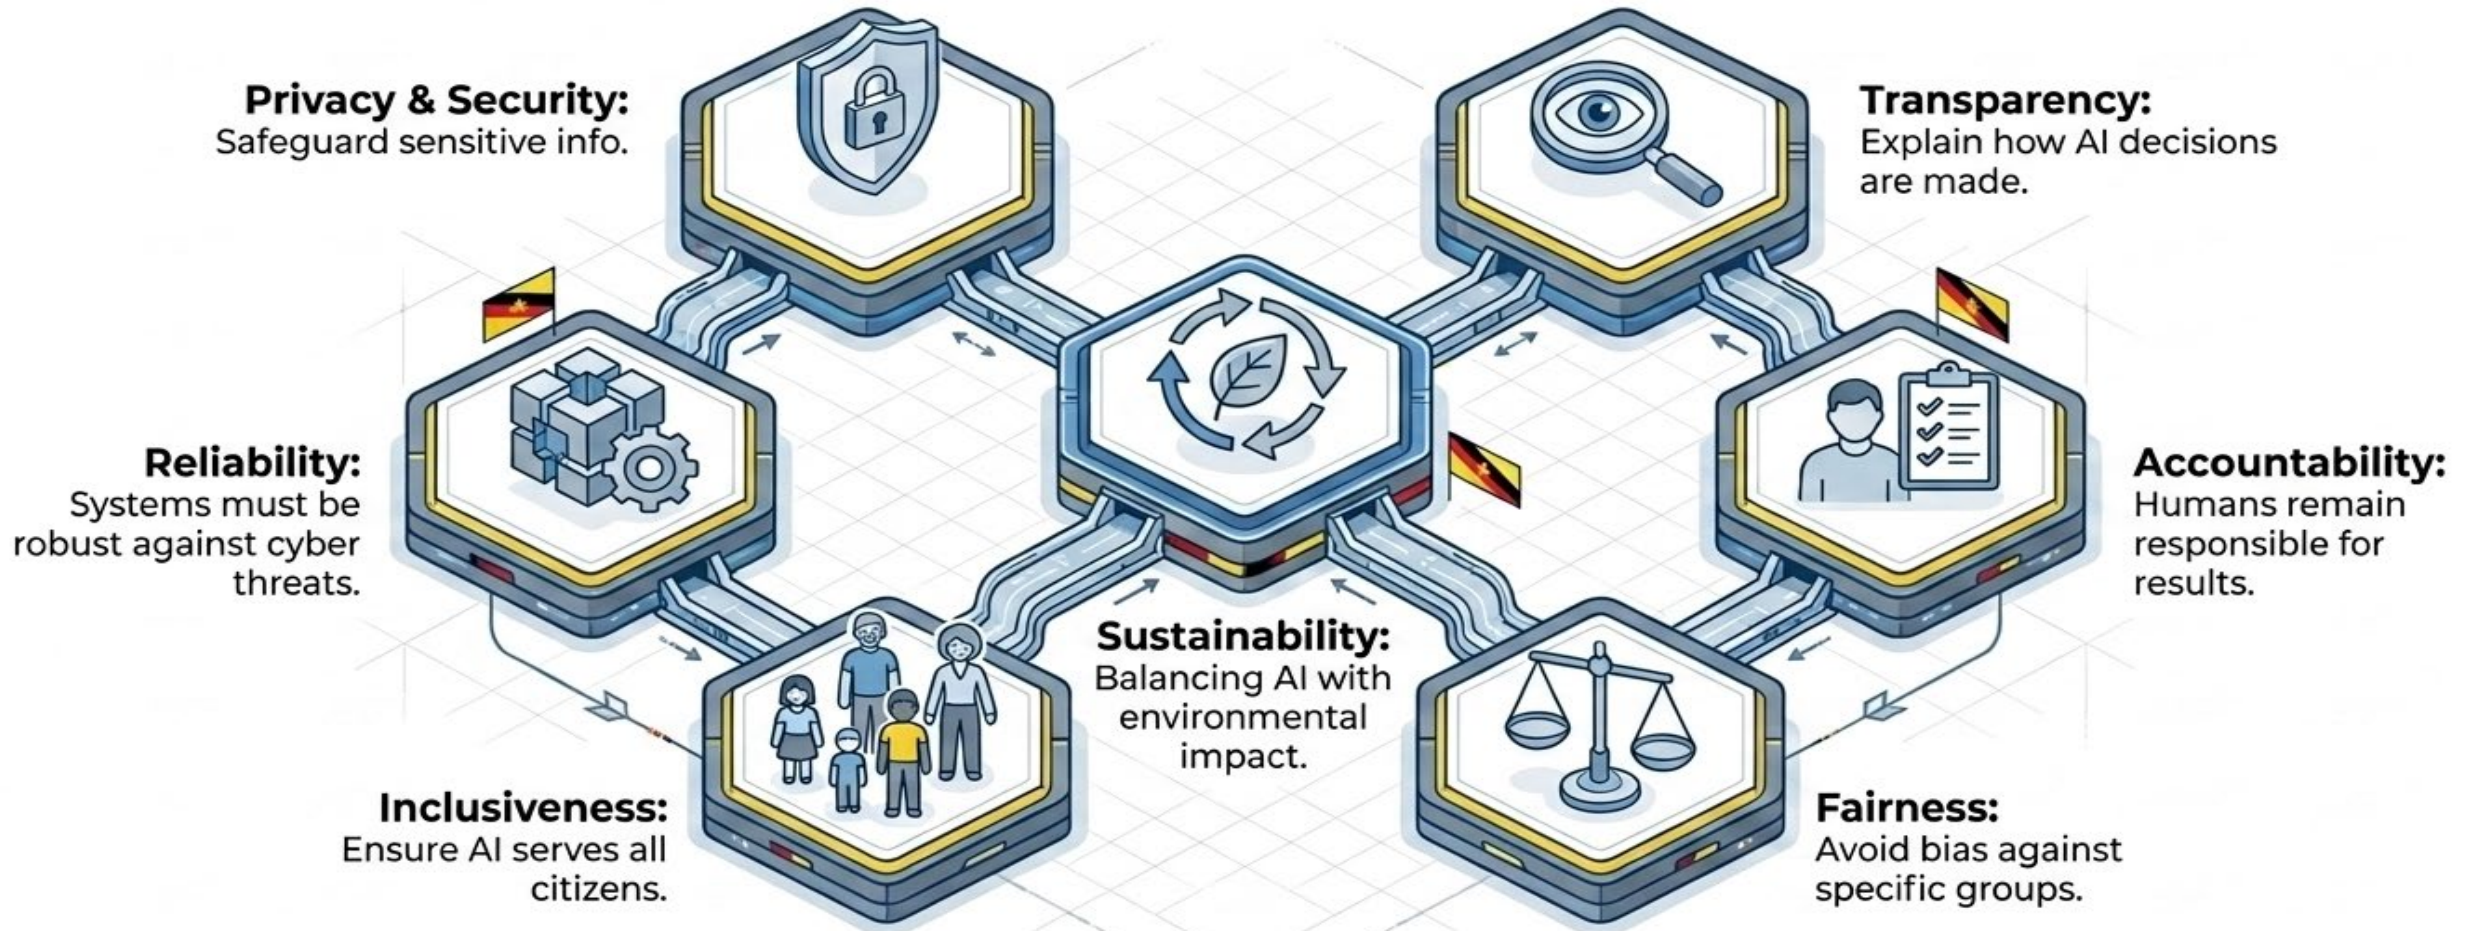 Privacy & Security:
Safeguard sensitive info.
Transparency:
Explain how AI decisions
are made.
Reliability:
Systems must be
robust against cyber
threats.
Accountability:
Humans remain
responsible for
results.
Sustainability:
Balancing AI with
environmental
impact.
Inclusiveness:
Ensure AI serves all
citizens.
Fairness:
Avoid bias against
specific groups.